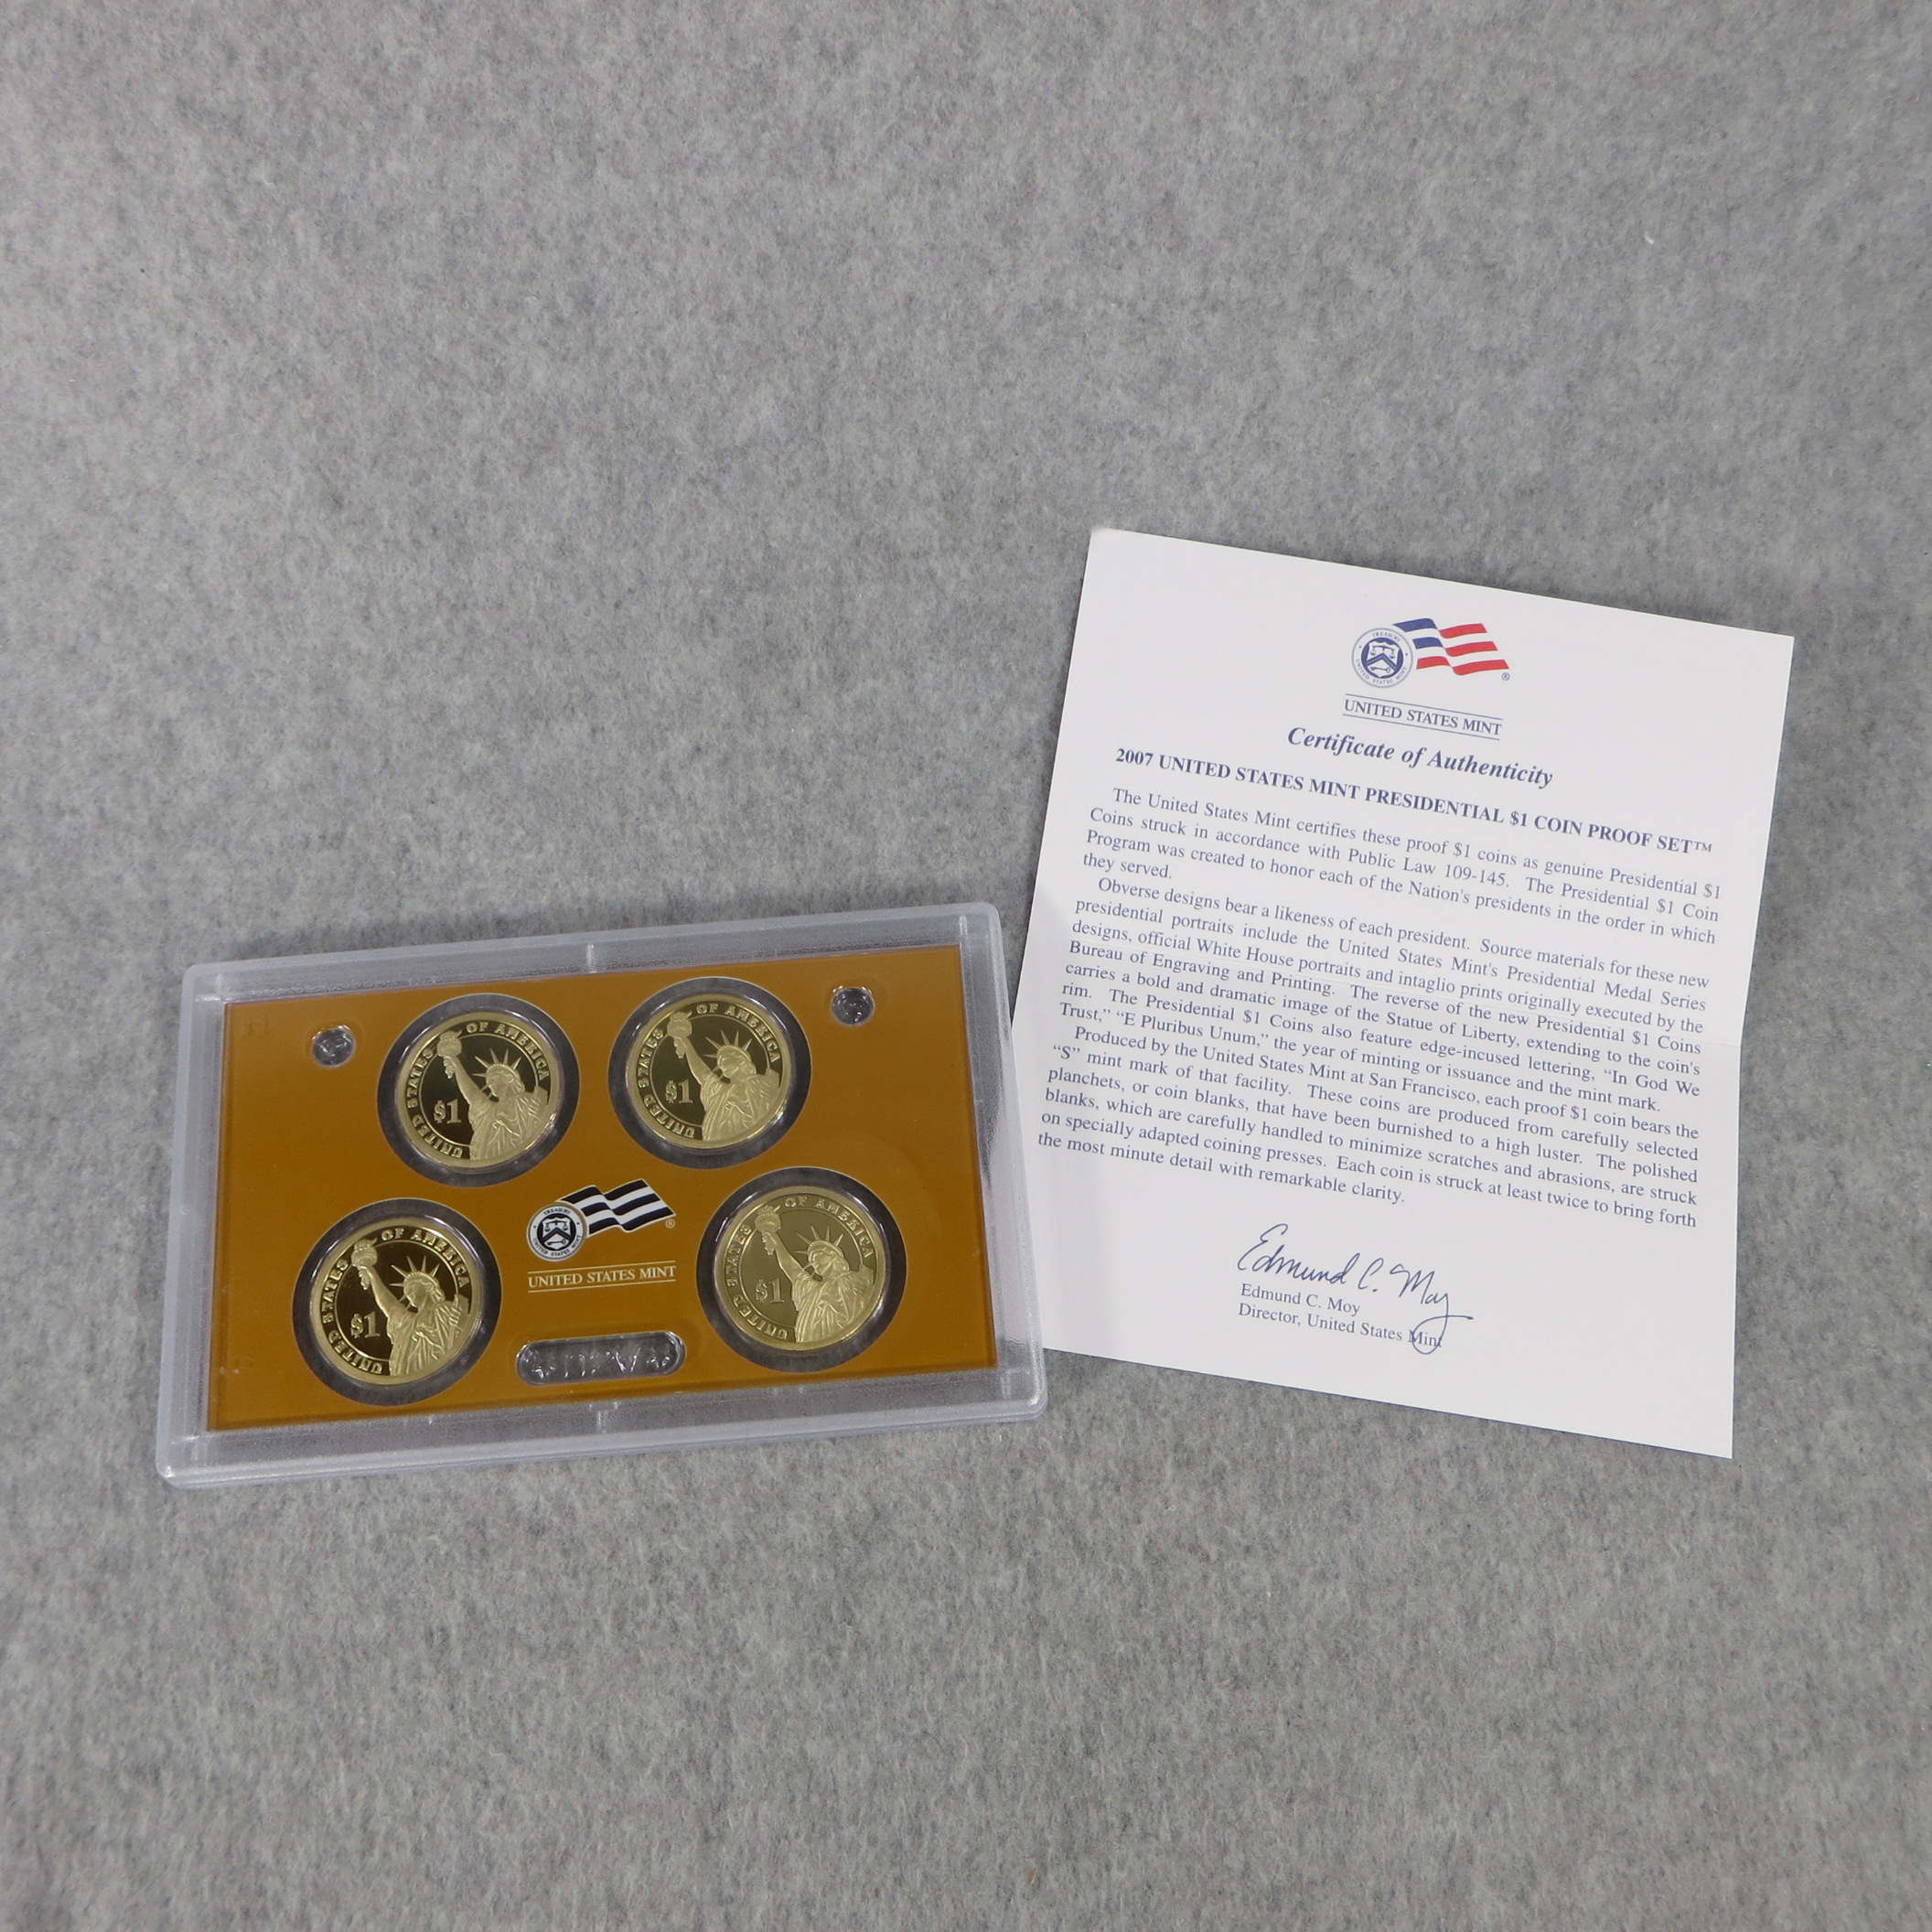 UNITED STATES OF AMERICA
$1
UNITED STATES OF AMERICA
$1
UNITED STATES OF AMERICA
$1
UNITED STATES OF AMERICA
$1
TREASURY
UNITED STATES MINT
®
UNITED STATES MINT
TREASURY
UNITED STATES MINT
®
UNITED STATES MINT
Certificate of Authenticity
2007 UNITED STATES MINT PRESIDENTIAL $1 COIN PROOF SET™
The United States Mint certifies these proof $1 coins as genuine Presidential $1
Coins struck in accordance with Public Law 109-145. The Presidential $1 Coin
Program was created to honor each of the Nation's presidents in the order in which
they served.
Obverse designs bear a likeness of each president. Source materials for these new
presidential portraits include the United States Mint's Presidential Medal Series
designs, official White House portraits and intaglio prints originally executed by the
Bureau of Engraving and Printing. The reverse of the new Presidential $1 Coins
carries a bold and dramatic image of the Statue of Liberty, extending to the coin's
rim. The Presidential $1 Coins also feature edge-incused lettering, “In God We
Trust,” “E Pluribus Unum,” the year of minting or issuance and the mint mark.
Produced by the United States Mint at San Francisco, each proof $1 coin bears the
“S” mint mark of that facility. These coins are produced from carefully selected
planchets, or coin blanks, that have been burnished to a high luster. The polished
blanks, which are carefully handled to minimize scratches and abrasions, are struck
on specially adapted coining presses. Each coin is struck at least twice to bring forth
the most minute detail with remarkable clarity.
Edmund C. Moy
Edmund C. Moy
Director, United States Mint